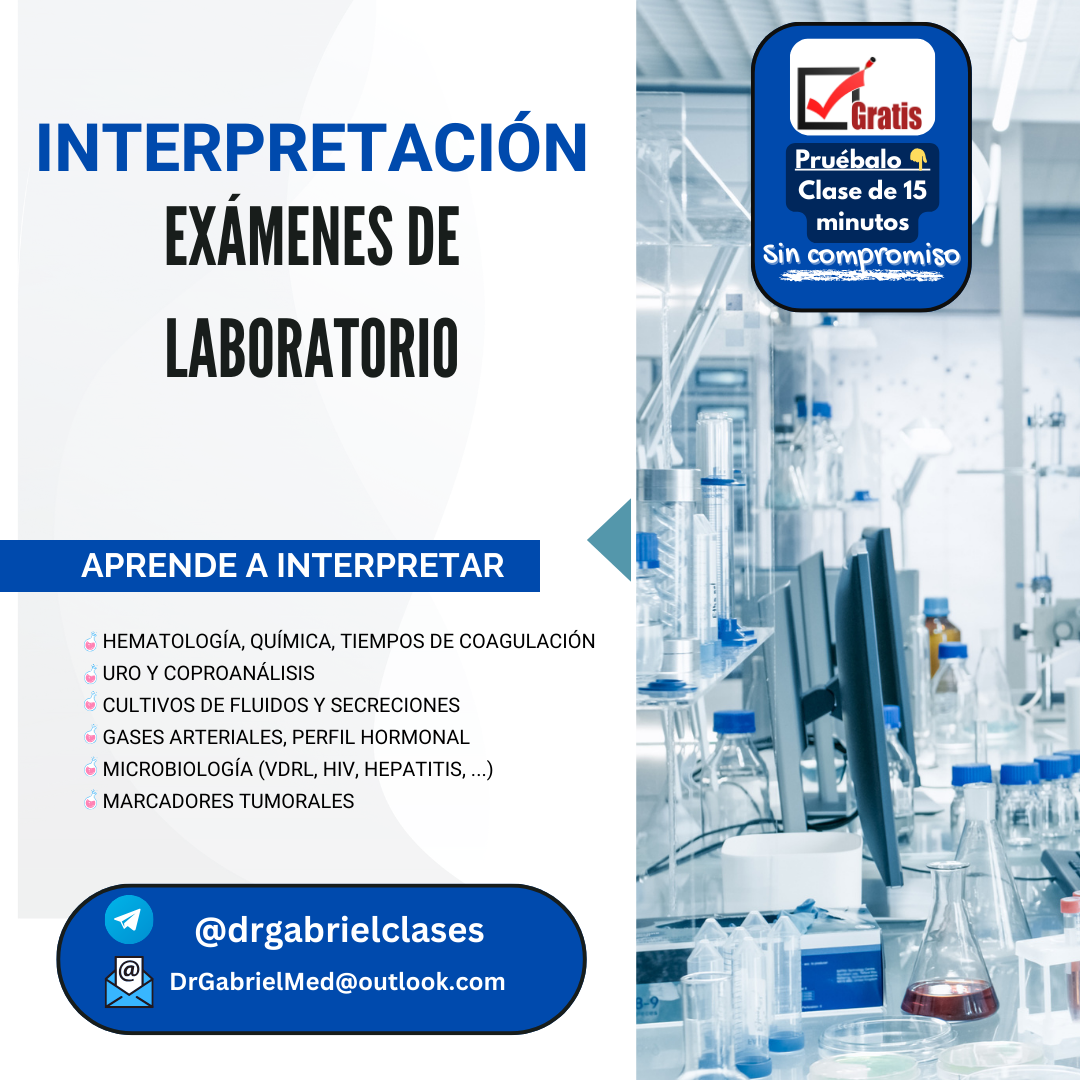 INTERPRETACIÓN
EXÁMENES DE
LABORATORIO
Gratis
Pruébalo 👇
Clase de 15
minutos
Sin compromiso
APRENDE A INTERPRETAR
HEMATOLOGÍA, QUÍMICA, TIEMPOS DE COAGULACIÓN
URO Y COPROANÁLISIS
CULTIVOS DE FLUIDOS Y SECRECIONES
GASES ARTERIALES, PERFIL HORMONAL
MICROBIOLOGÍA (VDRL, HIV, HEPATITIS, ...)
MARCADORES TUMORALES
@drgabrielclases
@
DrGabrielMed@outlook.com